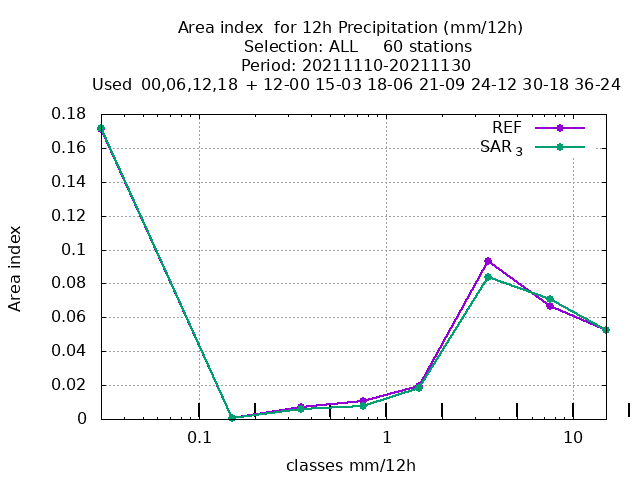 Area index  for 12h Precipitation (mm/12h)
Selection: ALL     60 stations
Period: 20211110-20211130
Used  00,06,12,18  + 12-00 15-03 18-06 21-09 24-12 30-18 36-24
0.18
0.16
0.14
0.12
0.1
0.08
0.06
0.04
0.02
0
Area index
REF
SAR 3
0.1
1
10
classes mm/12h